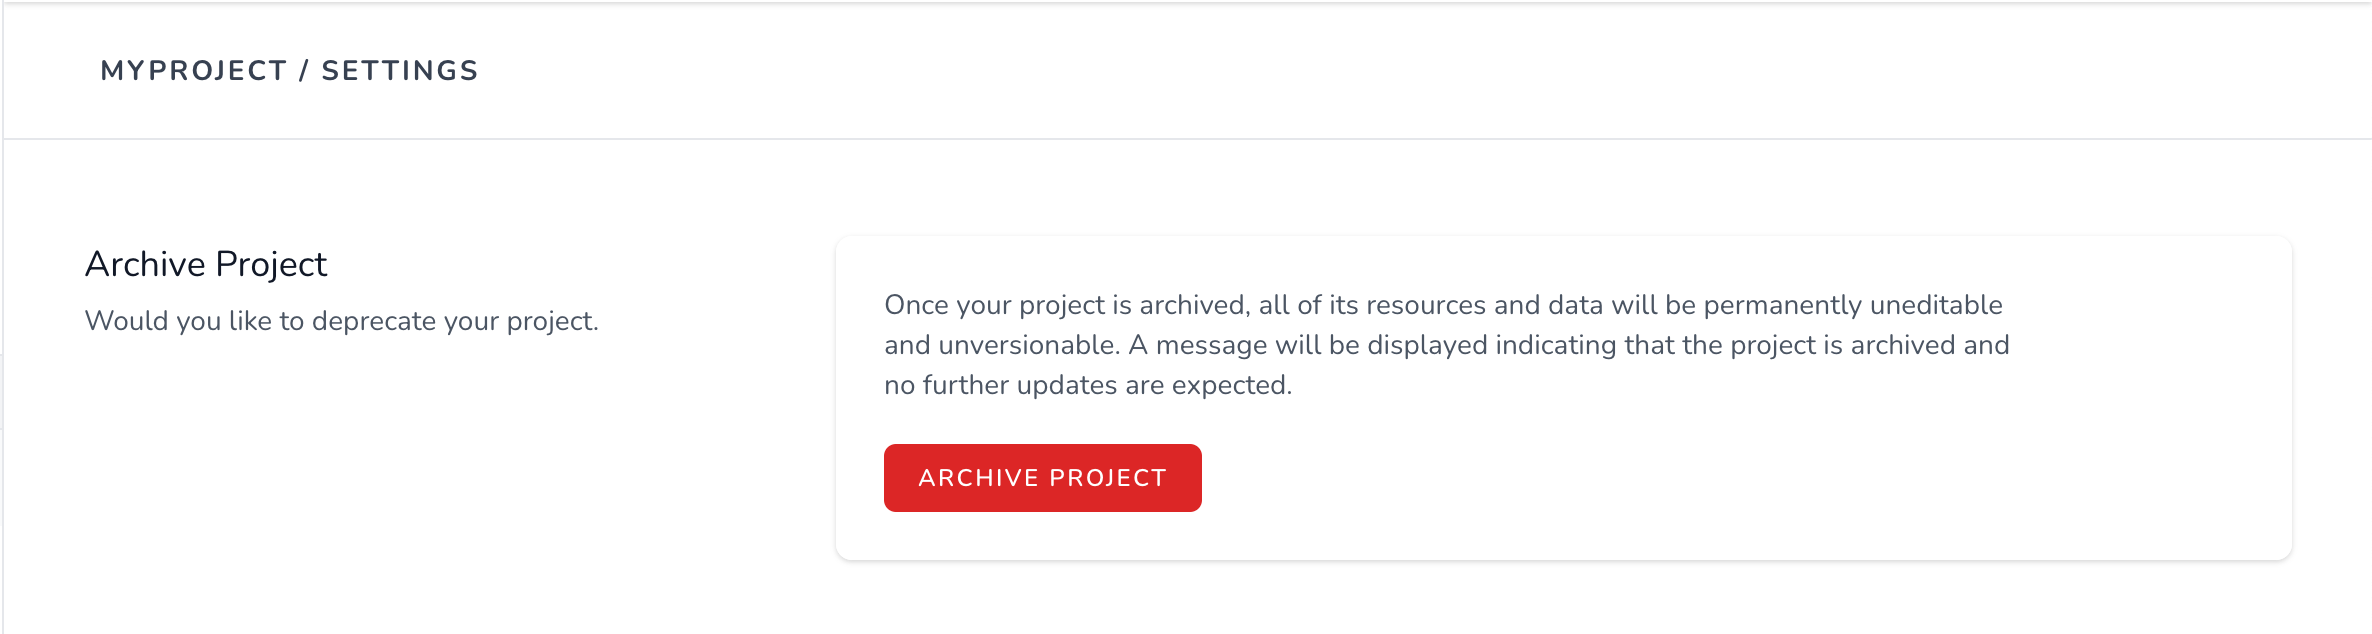 MYPROJECT / SETTINGS
Archive Project
Would you like to deprecate your project.
Once your project is archived, all of its resources and data will be permanently uneditable
and unversionable. A message will be displayed indicating that the project is archived and
no further updates are expected.
ARCHIVE PROJECT